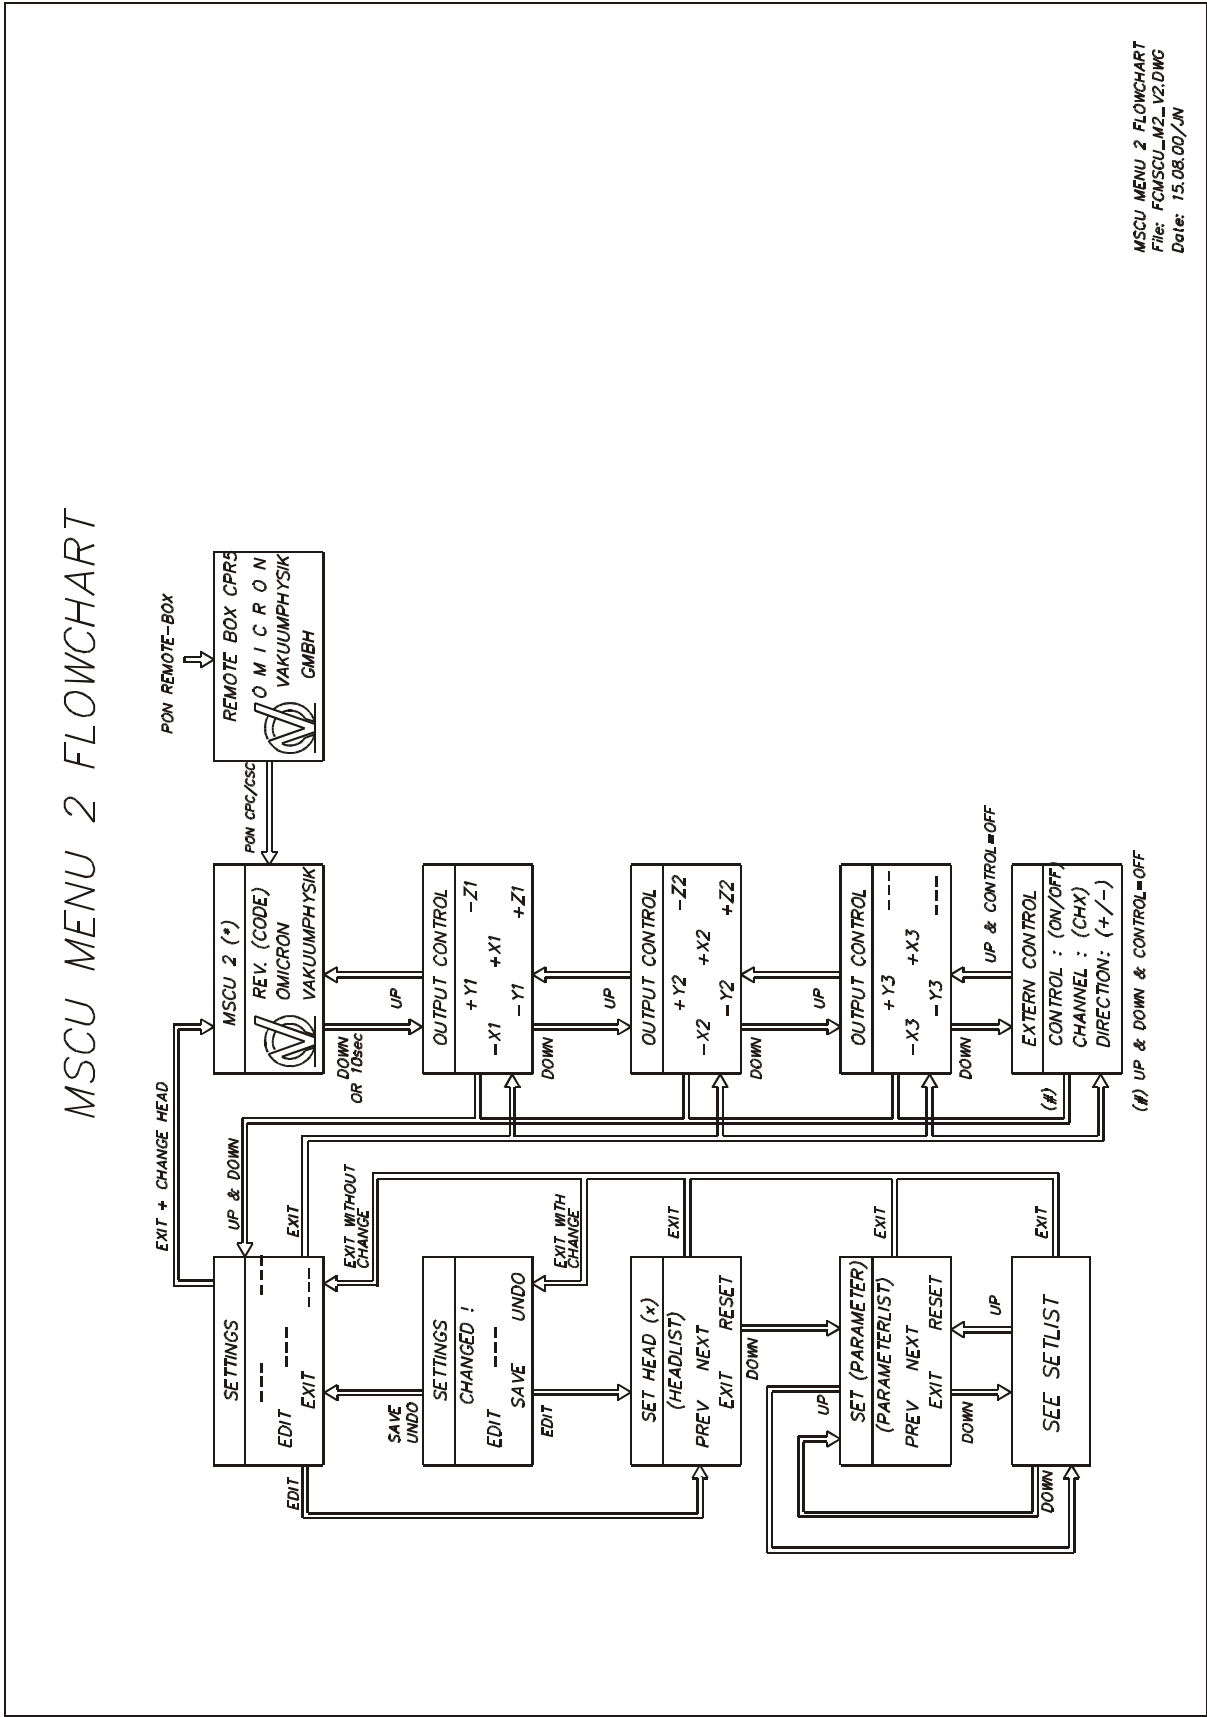 MSCU MENU 2 FLOWCHART
PON REMOTE-BOX
REMOTE BOX CPR5
O M I C R O N
VAKUUMPHYSIK
GMBH
PON CPC/CSC
EXIT + CHANGE HEAD
MSCU 2 (*)
REV. (CODE)
OMICRON
VAKUUMPHYSIK
DOWN
OR 10sec
UP
OUTPUT CONTROL
+Y1 -Z1
-X1 +X1
-Y1 +Z1
DOWN
UP
OUTPUT CONTROL
+Y2 -Z2
-X2 +X2
-Y2 +Z2
DOWN
UP
OUTPUT CONTROL
+Y3 ---
-X3 +X3
-Y3 ---
DOWN
UP & CONTROL=OFF
EXTERN CONTROL
CONTROL : (ON/OFF)
CHANNEL : (CHX)
DIRECTION: (+/-)
(#)
(#) UP & DOWN & CONTROL=OFF
UP & DOWN
SETTINGS
--- ---
EDIT ---
EXIT ---
EXIT
EDIT
EXIT WITHOUT
CHANGE
SAVE
UNDO
SETTINGS
CHANGED !
EDIT ---
SAVE UNDO
EDIT
EXIT WITH
CHANGE
SET HEAD (x)
(HEADLIST)
PREV NEXT
EXIT RESET
EXIT
DOWN
UP
SET (PARAMETER)
(PARAMETERLIST)
PREV NEXT
EXIT RESET
EXIT
DOWN
UP
SEE SETLIST
EXIT
DOWN
MSCU MENU 2 FLOWCHART
File: FCMSCU_M2_V2.DWG
Date: 15.08.00/JN